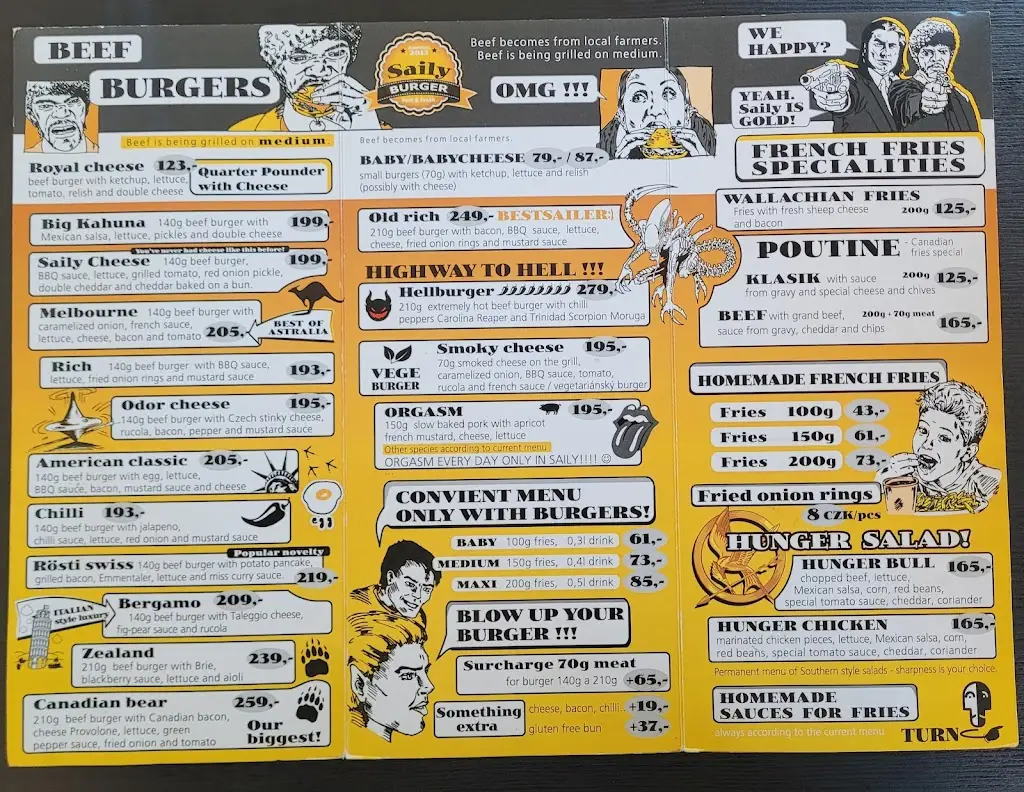 BEEF
BURGERS
Beef is being grilled on medium.
Royal cheese 123,-
beef burger with ketchup, lettuce,
tomato, relish and double cheese
Quarter Pounder
with Cheese
Big Kahuna 140g beef burger with 199,-
Mexican salsa, lettuce, pickles and double cheese
You've never had cheese like this before!
Saily Cheese 140g beef burger, 199,-
BBQ sauce, lettuce, grilled tomato, red onion pickle,
double cheddar and cheddar baked on a bun.
Melbourne 140g beef burger with
caramelized onion, french sauce,
lettuce, cheese, bacon and tomato 205,-
BEST OF
ASTRALIA
Rich 140g beef burger with BBQ sauce, 193,-
lettuce, fried onion rings and mustard sauce
Odor cheese 195,-
140g beef burger with Czech stinky cheese,
rucola, bacon, pepper and mustard sauce
American classic 205,-
140g beef burger with egg, lettuce,
BBQ sauce, bacon, mustard sauce and cheese
Chilli 193,-
140g beef burger with jalapeno,
chilli sauce, lettuce, red onion and mustard sauce
Popular novelty
Rösti swiss 140g beef burger with potato pancake,
grilled bacon, Emmentaler, lettuce and miss curry sauce. 219,-
ITALIAN
style luxury
Bergamo 209,-
140g beef burger with Taleggio cheese,
fig-pear sauce and rucola
Zealand 239,-
210g beef burger with Brie,
blackberry sauce, lettuce and aioli
Canadian bear 259,-
210g beef burger with Canadian bacon,
cheese Provolone, lettuce, green
pepper sauce, fried onion and tomato
Our
biggest!
2013
Saily
BURGER
Beef becomes from local farmers.
Beef is being grilled on medium.
OMG !!!
Beef becomes from local farmers.
BABY/BABYCHEESE 79,- / 87,-
small burgers (70g) with ketchup, lettuce and relish
(possibly with cheese)
Old rich 249,- BESTSAILER:)
210g beef burger with bacon, BBQ sauce, lettuce,
cheese, fried onion rings and mustard sauce
HIGHWAY TO HELL !!!
Hellburger 279,-
210g extremely hot beef burger with chilli
peppers Carolina Reaper and Trinidad Scorpion Moruga
VEGE
BURGER
Smoky cheese 195,-
70g smoked cheese on the grill,
caramelized onion, BBQ sauce, tomato,
rucola and french sauce / vegetariánský burger
ORGASM 195,-
150g slow baked pork with apricot
french mustard, cheese, lettuce
Other species according to current menu
ORGASM EVERY DAY ONLY IN SAILY!!!! ☺
CONVIENT MENU
ONLY WITH BURGERS!
BABY 100g fries, 0,3l drink 61,-
MEDIUM 150g fries, 0,4l drink 73,-
MAXI 200g fries, 0,5l drink 85,-
BLOW UP YOUR
BURGER !!!
Surcharge 70g meat
for burger 140g a 210g +65,-
Something
extra
cheese, bacon, chilli.. +19,-
gluten free bun +37,-
WE
HAPPY?
YEAH.
Saily IS
GOLD!
FRENCH FRIES
SPECIALITIES
WALLACHIAN FRIES
Fries with fresh sheep cheese
and bacon 200g 125,-
POUTINE - Canadian
fries special
KLASIK with sauce 200g 125,-
from gravy and special cheese and chives
BEEF with grand beef, 200g + 70g meat
sauce from gravy, cheddar and chips 165,-
HOMEMADE FRENCH FRIES
Fries 100g 43,-
Fries 150g 61,-
Fries 200g 73,-
Fried onion rings
8 CZK/pcs
HUNGER SALAD!
HUNGER BULL 165,-
chopped beef, lettuce,
Mexican salsa, corn, red beans,
special tomato sauce, cheddar, coriander
HUNGER CHICKEN 165,-
marinated chicken pieces, lettuce, Mexican salsa, corn,
red beans, special tomato sauce, cheddar, coriander
Permanent menu of Southern style salads - sharpness is your choice.
HOMEMADE
SAUCES FOR FRIES
always according to the current menu
TURN